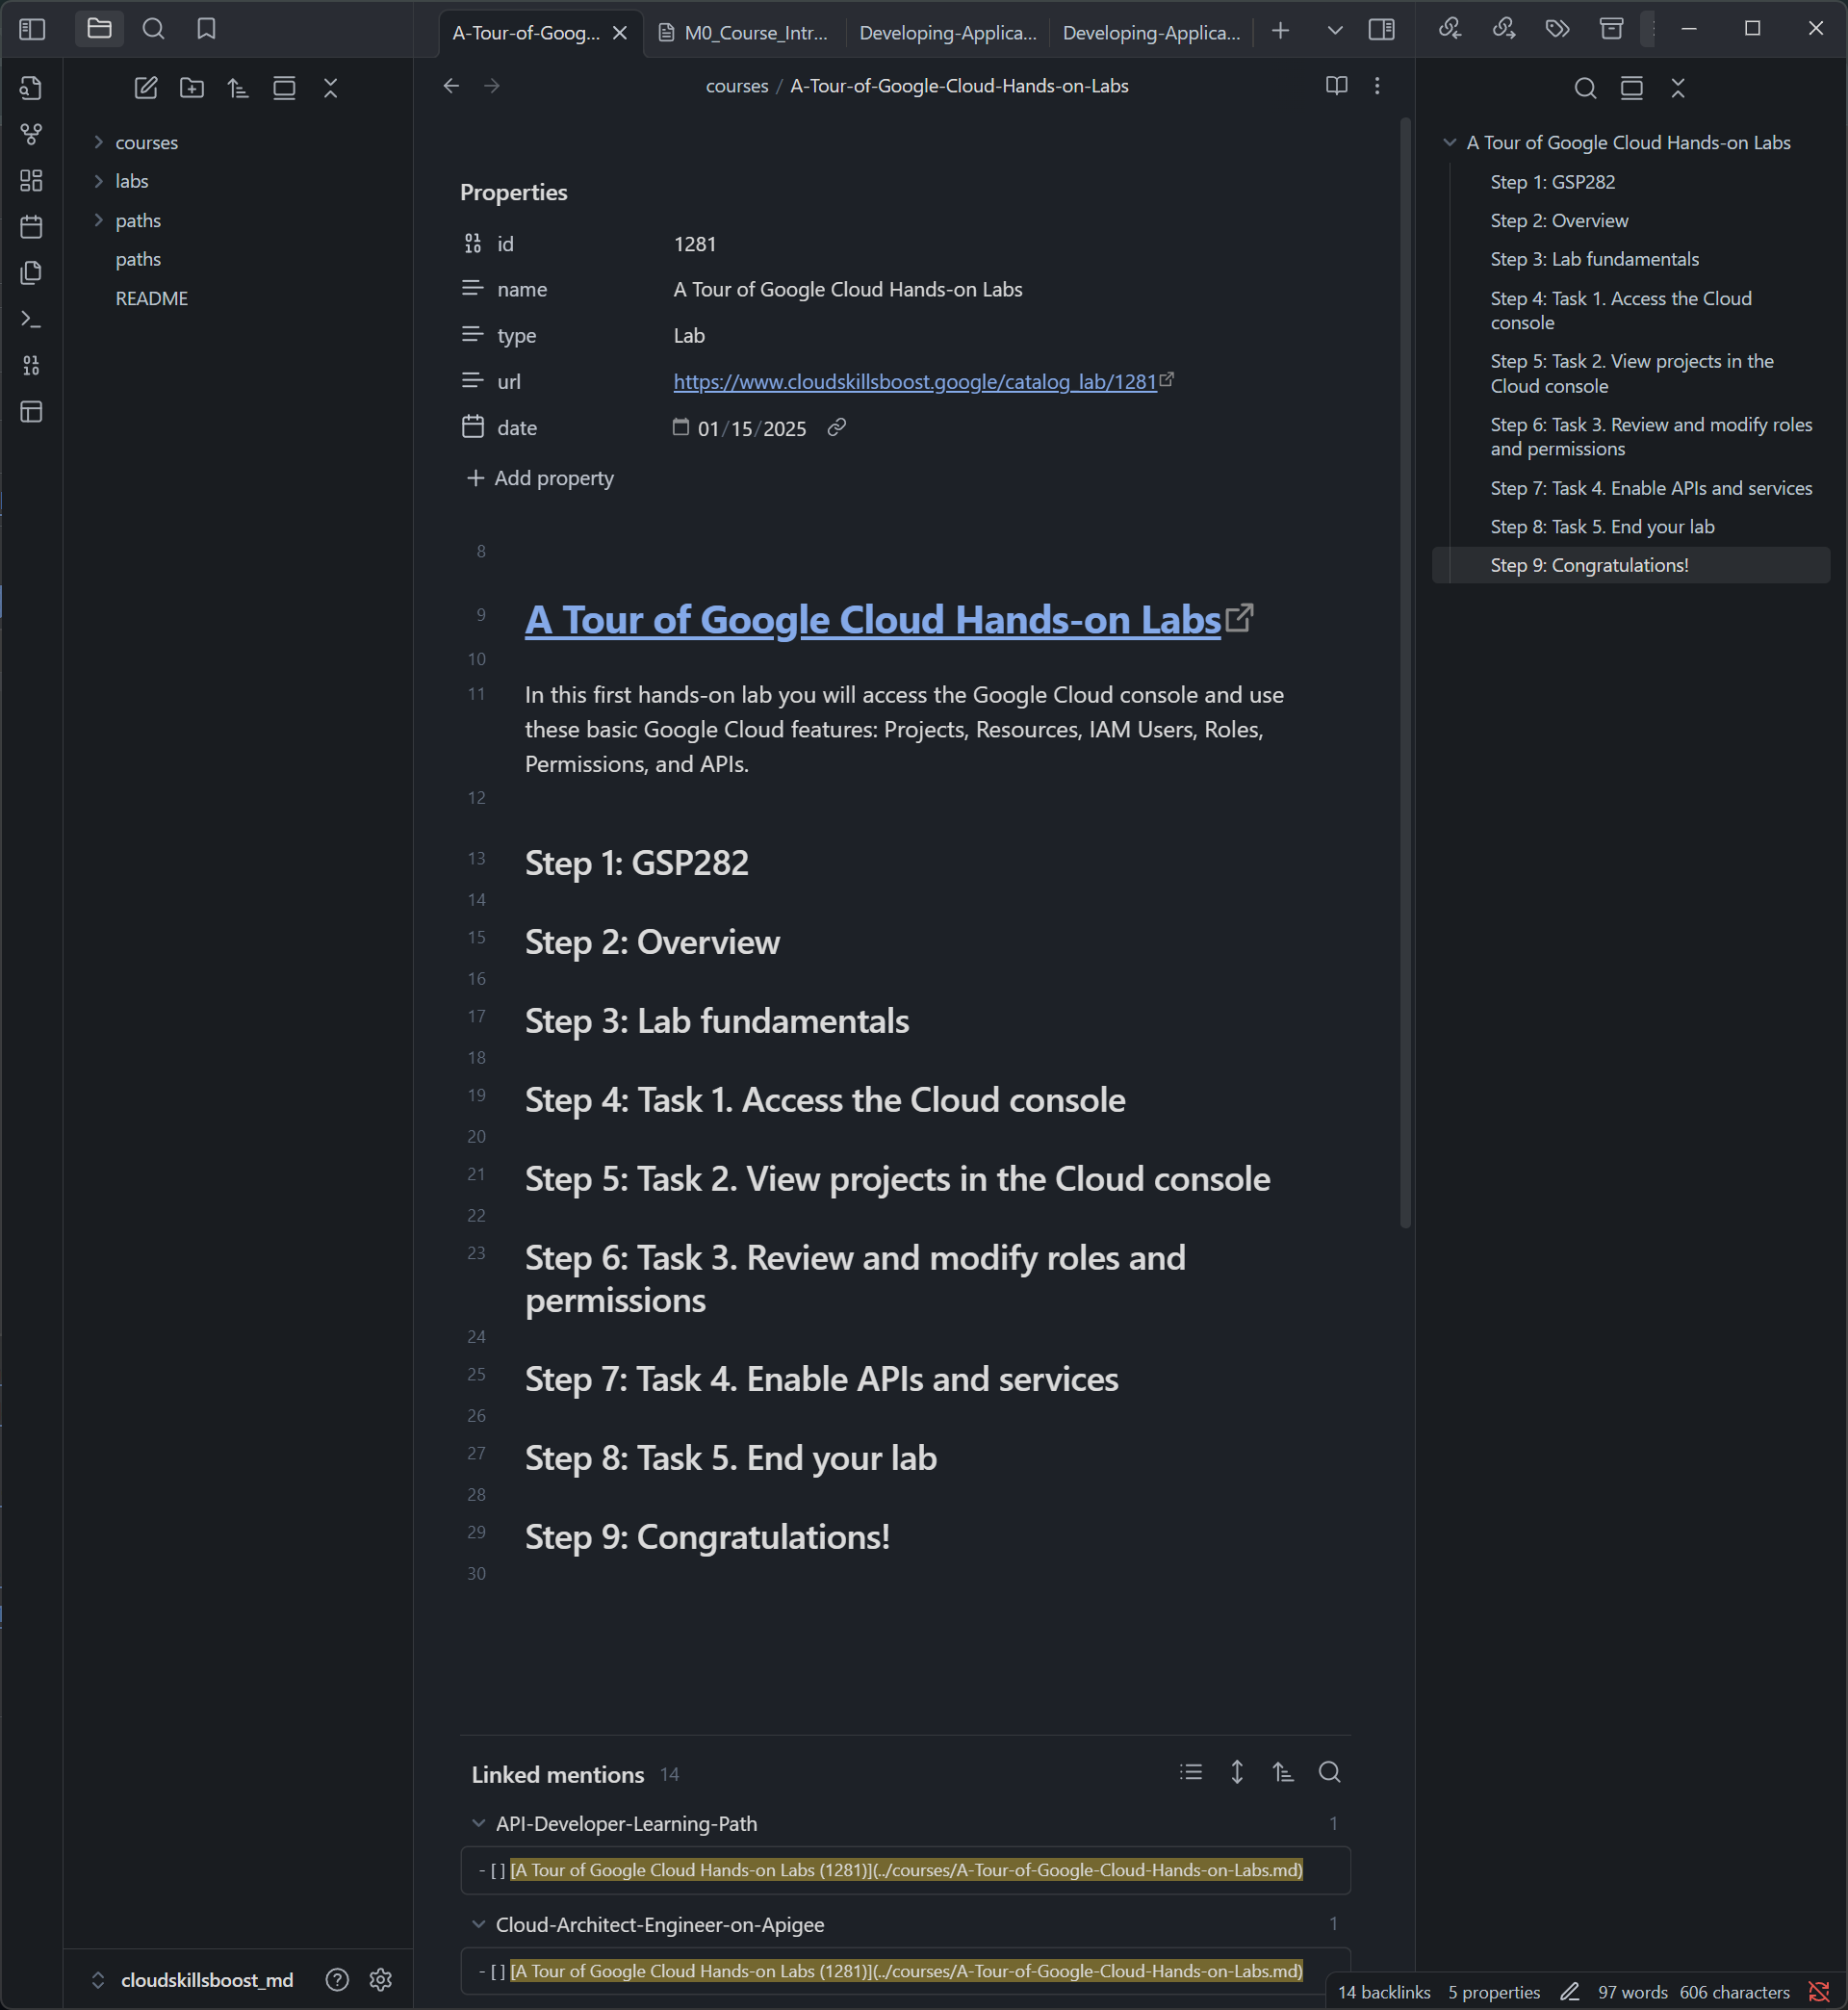 A-Tour-of-Goog...
M0_Course_Intr...
Developing-Applica...
Developing-Applica...
courses
labs
paths
paths
README
courses / A-Tour-of-Google-Cloud-Hands-on-Labs
Properties
id 1281
name A Tour of Google Cloud Hands-on Labs
type Lab
url https://www.cloudskillsboost.google/catalog_lab/1281
date 01/15/2025
Add property
8
9 A Tour of Google Cloud Hands-on Labs
10
11 In this first hands-on lab you will access the Google Cloud console and use
these basic Google Cloud features: Projects, Resources, IAM Users, Roles,
Permissions, and APIs.
12
13 Step 1: GSP282
14
15 Step 2: Overview
16
17 Step 3: Lab fundamentals
18
19 Step 4: Task 1. Access the Cloud console
20
21 Step 5: Task 2. View projects in the Cloud console
22
23 Step 6: Task 3. Review and modify roles and
permissions
24
25 Step 7: Task 4. Enable APIs and services
26
27 Step 8: Task 5. End your lab
28
29 Step 9: Congratulations!
30
Linked mentions 14
API-Developer-Learning-Path 1
- [ ] [A Tour of Google Cloud Hands-on Labs (1281)](../courses/A-Tour-of-Google-Cloud-Hands-on-Labs.md)
Cloud-Architect-Engineer-on-Apigee 1
- [ ] [A Tour of Google Cloud Hands-on Labs (1281)](../courses/A-Tour-of-Google-Cloud-Hands-on-Labs.md)
A Tour of Google Cloud Hands-on Labs
Step 1: GSP282
Step 2: Overview
Step 3: Lab fundamentals
Step 4: Task 1. Access the Cloud
console
Step 5: Task 2. View projects in the
Cloud console
Step 6: Task 3. Review and modify roles
and permissions
Step 7: Task 4. Enable APIs and services
Step 8: Task 5. End your lab
Step 9: Congratulations!
cloudskillsboost_md
14 backlinks 5 properties 97 words 606 characters